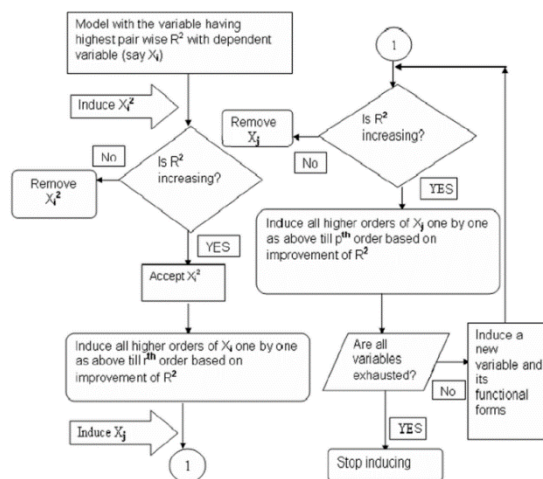 Model with the variable having
highest pair wise R² with dependent
variable (say Xi)
Induce Xi²
Is R²
increasing?
No
Remove
Xi²
YES
Accept Xi²
Induce all higher orders of Xi one by one
as above till rth order based on
improvement of R²
Induce Xj
1
1
Is R²
increasing?
Remove
Xj
No
YES
Induce all higher orders of Xj one by one
as above till pth order based on
improvement of R²
Are all
variables
exhausted?
No
Induce a
new
variable and
its
functional
forms
YES
Stop inducing